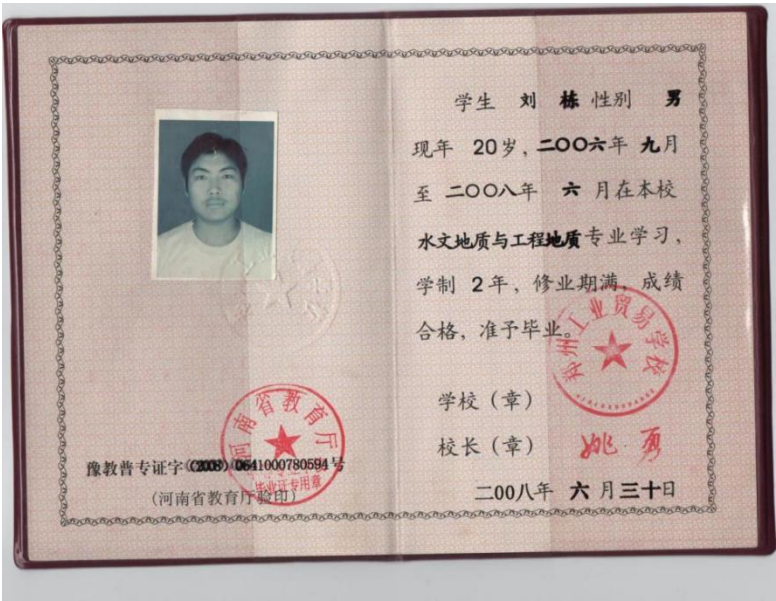 河南省教育厅
毕业证专用章
豫教普专证字(2008)0641000780594号
(河南省教育厅验印)
学生 刘 栋 性别 男
现年 20岁，二〇〇六年 九月
至 二〇〇八年 六 月在本校
水文地质与工程地质专业学习，
学制 2年，修业期满，成绩
合格，准予毕业。
州工业贸易学校
学校（章）
校长（章） 姚勇
二〇〇八年 六 月三十日